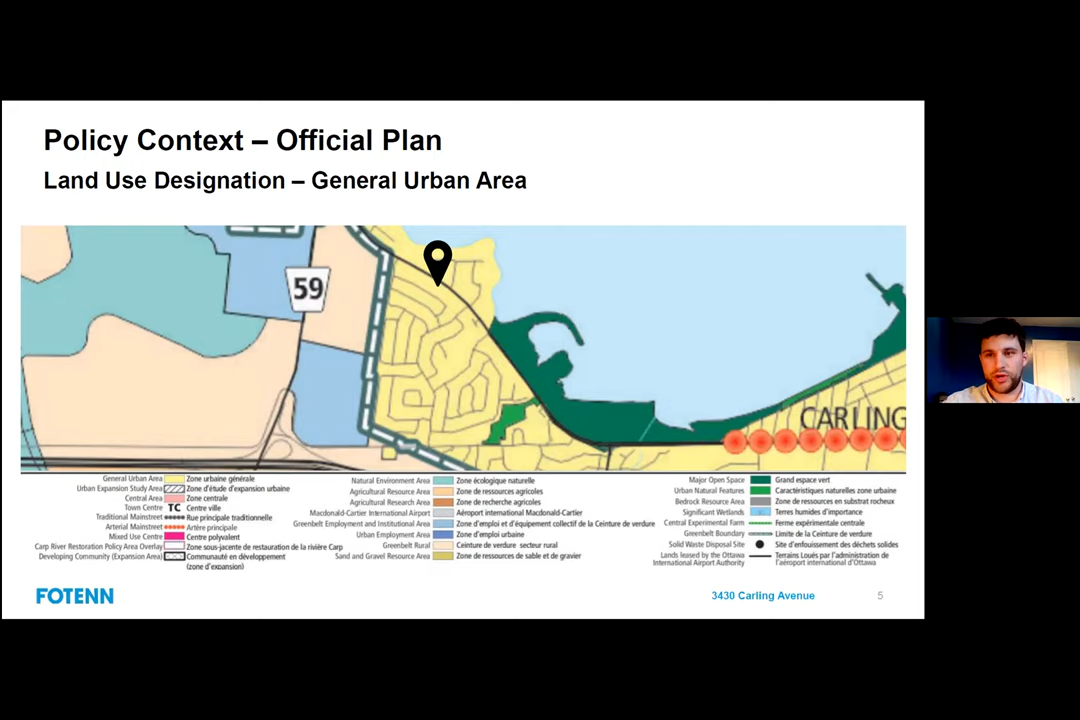 Policy Context – Official Plan
Land Use Designation – General Urban Area
59
CARLING
General Urban Area Zone urbaine générale
Urban Expansion Study Area Zone d'étude d'expansion urbaine
Central Area Zone centrale
Town Centre TC Centre ville
Traditional Mainstreet Rue principale traditionnelle
Arterial Mainstreet Artère principale
Mixed Use Centre Centre polyvalent
Carp River Restoration Policy Area Overlay Zone sous-jacente de restauration de la rivière Carp
Developing Community (Expansion Area) Communauté en développement
(zone d'expansion)
Natural Environment Area Zone écologique naturelle
Agricultural Resource Area Zone de ressources agricoles
Agricultural Research Area Zone de recherche agricoles
Macdonald-Cartier International Airport Aéroport international Macdonald-Cartier
Greenbelt Employment and Institutional Area Zone d'emploi et d'équipement collectif de la Ceinture de verdure
Urban Employment Area Zone d'emploi urbaine
Greenbelt Rural Ceinture de verdure secteur rural
Sand and Gravel Resource Area Zone de ressources de sable et de gravier
Major Open Space Grand espace vert
Urban Natural Features Caractéristiques naturelles zone urbaine
Bedrock Resource Area Zone de ressources en substrat rocheux
Significant Wetlands Terres humides d'importance
Central Experimental Farm Ferme expérimentale centrale
Greenbelt Boundary Limite de la Ceinture de verdure
Solid Waste Disposal Site Site d'enfouissement des déchets solides
Lands leased by the Ottawa Terrains Loués par l'administration de
International Airport Authority l'aéroport international d'Ottawa
FOTENN
3430 Carling Avenue
5